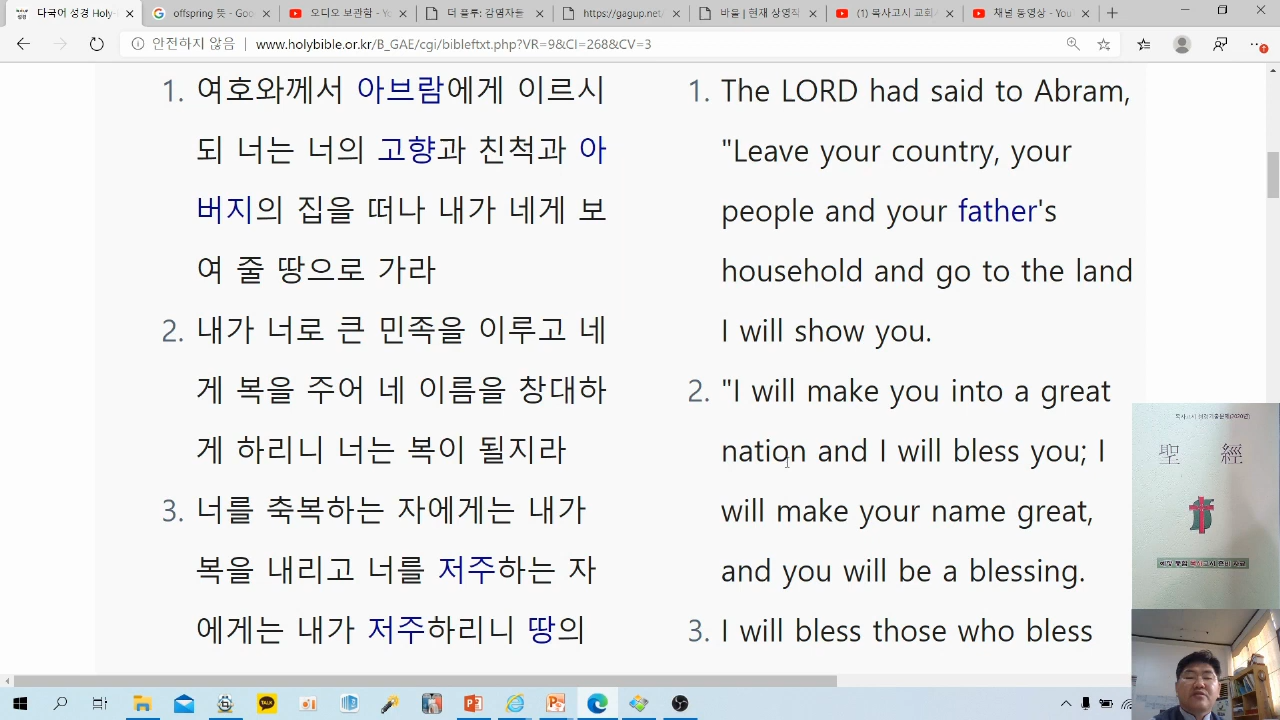 다국어 성경 Holy-
offspring 뜻 - Goo
오디오 보관함 - Yo
더 플루: 감염자들
https://gagup.net/
바울 | 현재 상영작
(1) 목사고시 교회사
채널 동영상 - You
안전하지 않음
www.holybible.or.kr/B_GAE/cgi/bibleftxt.php?VR=9&CI=268&CV=3
1. 여호와께서 아브람에게 이르시
되 너는 너의 고향과 친척과 아
버지의 집을 떠나 내가 네게 보
여 줄 땅으로 가라
2. 내가 너로 큰 민족을 이루고 네
게 복을 주어 네 이름을 창대하
게 하리니 너는 복이 될지라
3. 너를 축복하는 자에게는 내가
복을 내리고 너를 저주하는 자
에게는 내가 저주하리니 땅의
1. The LORD had said to Abram,
"Leave your country, your
people and your father's
household and go to the land
I will show you.
2. "I will make you into a great
nation and I will bless you; I
will make your name great,
and you will be a blessing.
3. I will bless those who bless
聖 經
TALK